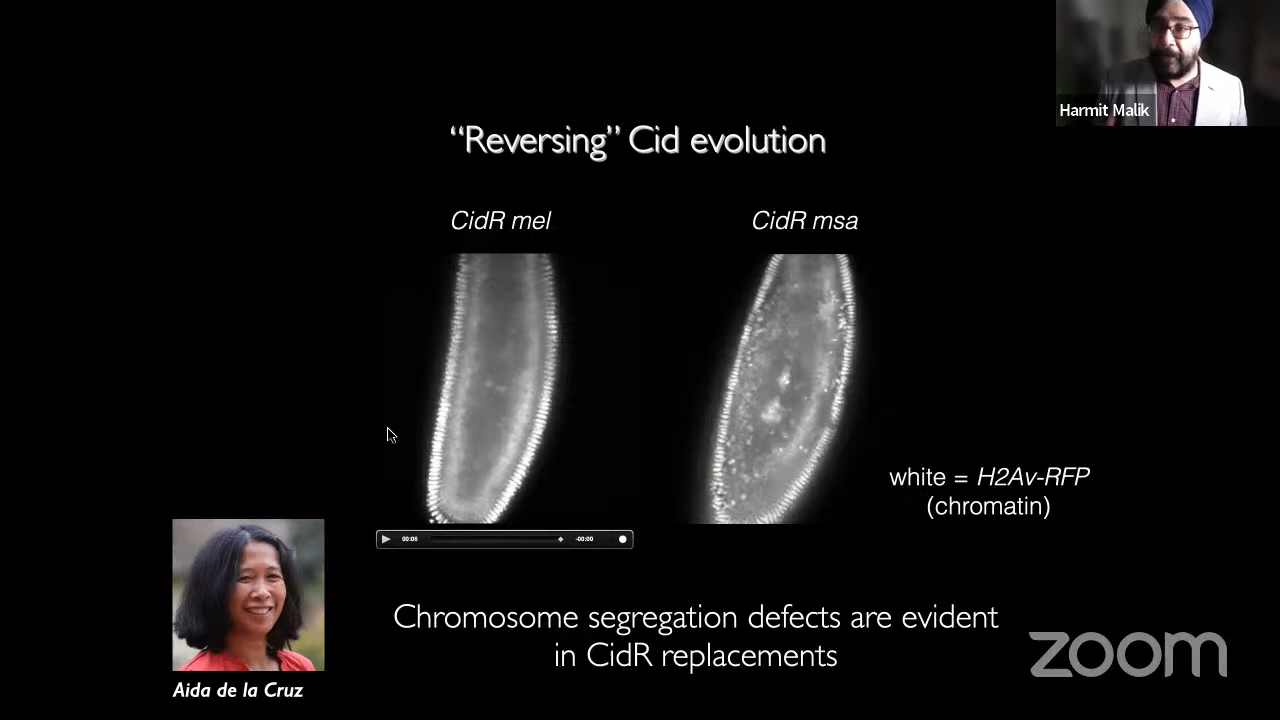 Harmit Malik
“Reversing” Cid evolution
CidR mel
CidR msa
white = H2Av-RFP
(chromatin)
00:06
-00:00
Chromosome segregation defects are evident
in CidR replacements
Aida de la Cruz
zoom